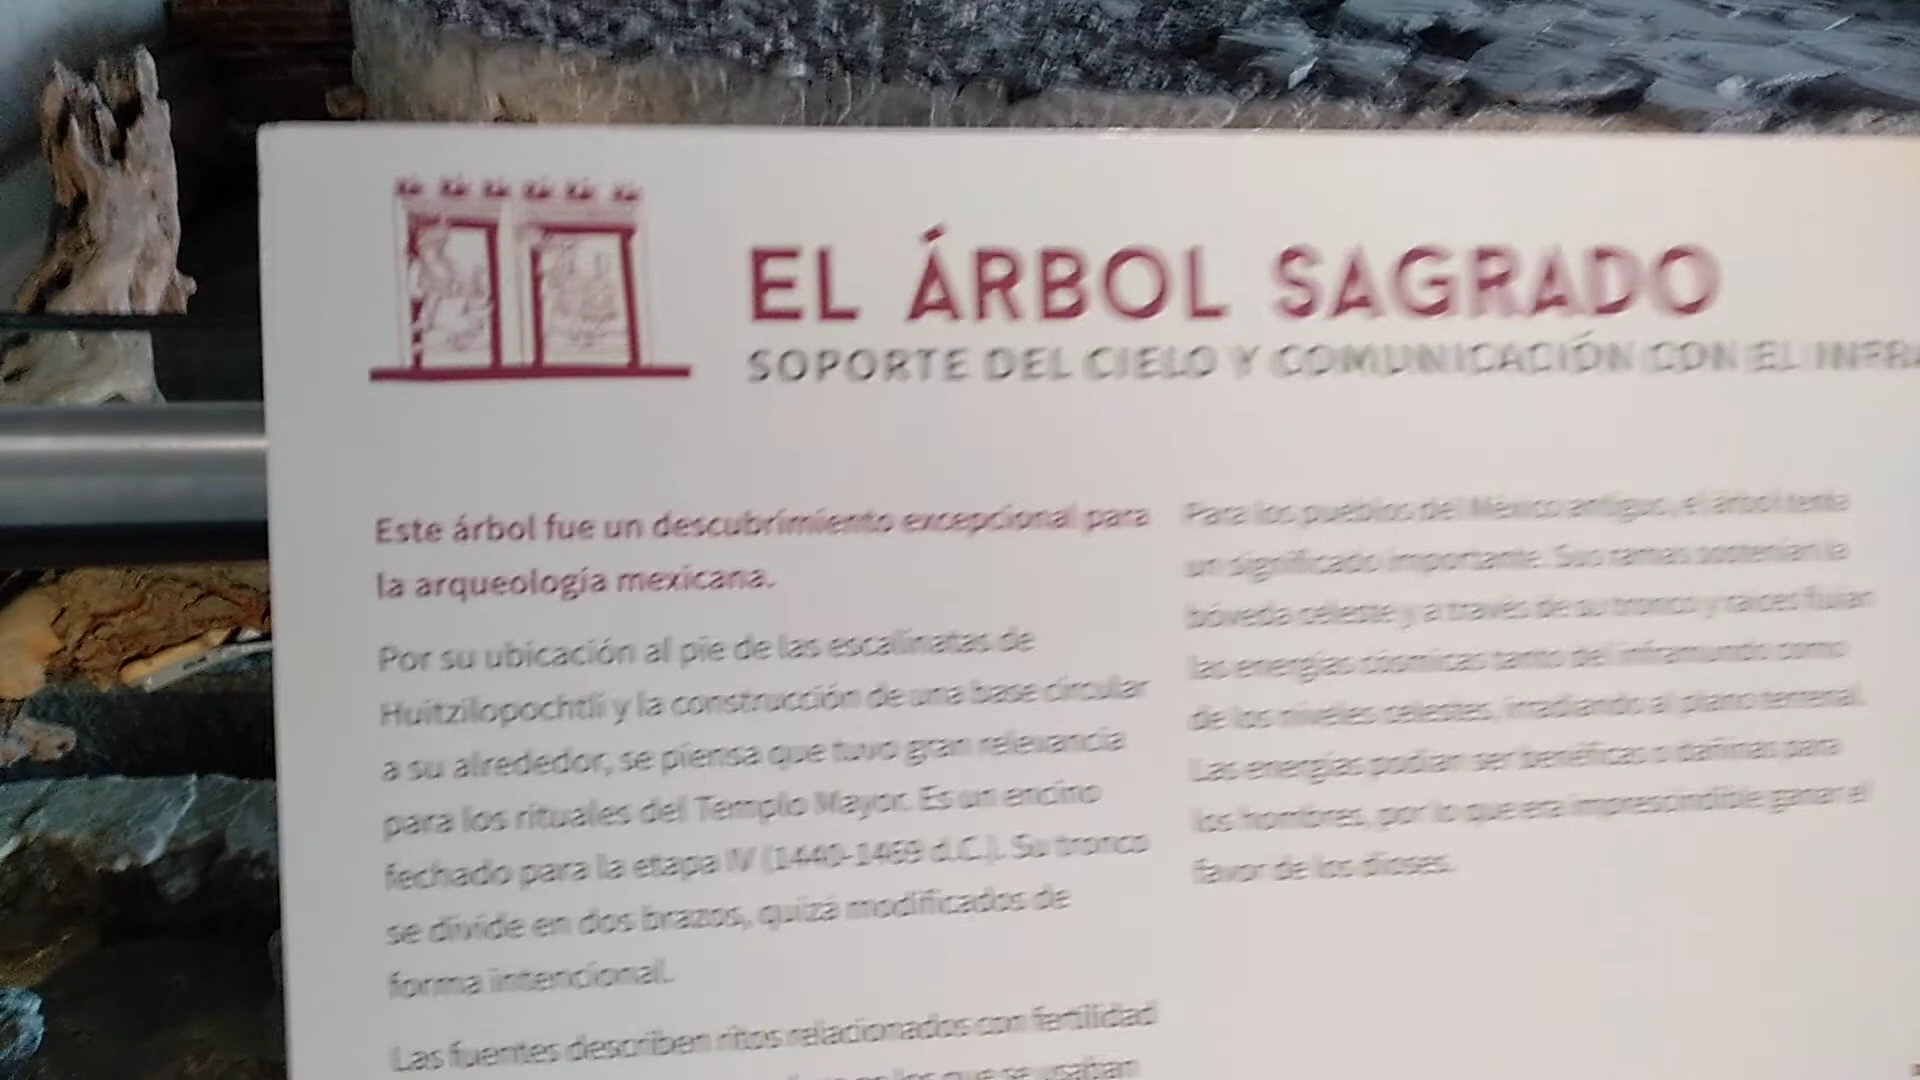 EL ÁRBOL SAGRADO
SOPORTE DEL CIELO Y COMUNICACIÓN CON EL INFRA
Este árbol fue un descubrimiento excepcional para
la arqueología mexicana.
Por su ubicación al pie de las escalinatas de
Huitzilopochtli y la construcción de una base circular
a su alrededor, se piensa que tuvo gran relevancia
para los rituales del Templo Mayor. Es un encino
fechado para la etapa IV (1440-1469 d.C.). Su tronco
se divide en dos brazos, quizá modificados de
forma intencional.
Las fuentes describen ritos relacionados con fertilidad
en los que se usaban
Para los pueblos del México antiguo, el árbol tenía
un significado importante. Sus ramas sostenían la
bóveda celeste y a través de su tronco y raíces fluían
las energías cósmicas tanto del inframundo como
de los niveles celestes, irradiando al plano terrenal.
Las energías podían ser benéficas o dañinas para
los hombres, por lo que era imprescindible ganar el
favor de los dioses.